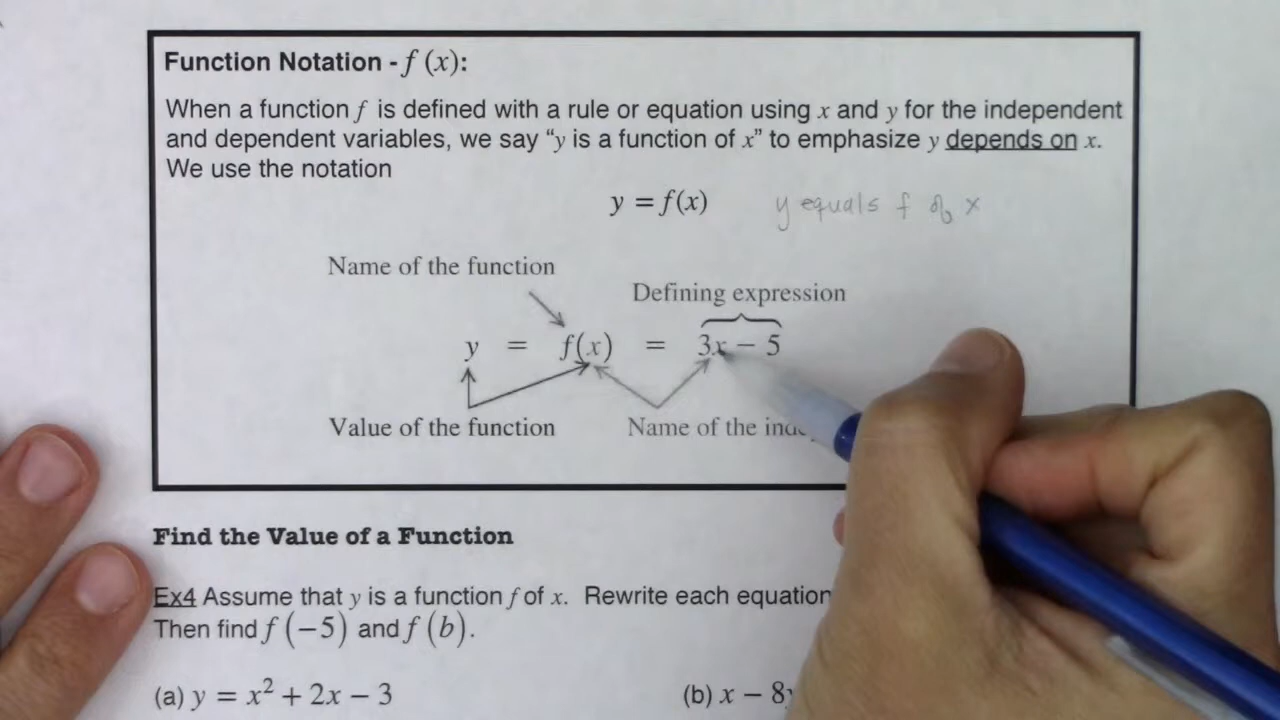 Function Notation - f (x):
When a function f is defined with a rule or equation using x and y for the independent
and dependent variables, we say “y is a function of x” to emphasize y depends on x.
We use the notation
y = f(x) y equals f of x
Name of the function
Defining expression
y = f(x) = 3x − 5
Value of the function Name of the
Find the Value of a Function
Ex4 Assume that y is a function f of x. Rewrite each equation
Then find f (−5) and f (b).
(a) y = x² + 2x − 3 (b) x − 8